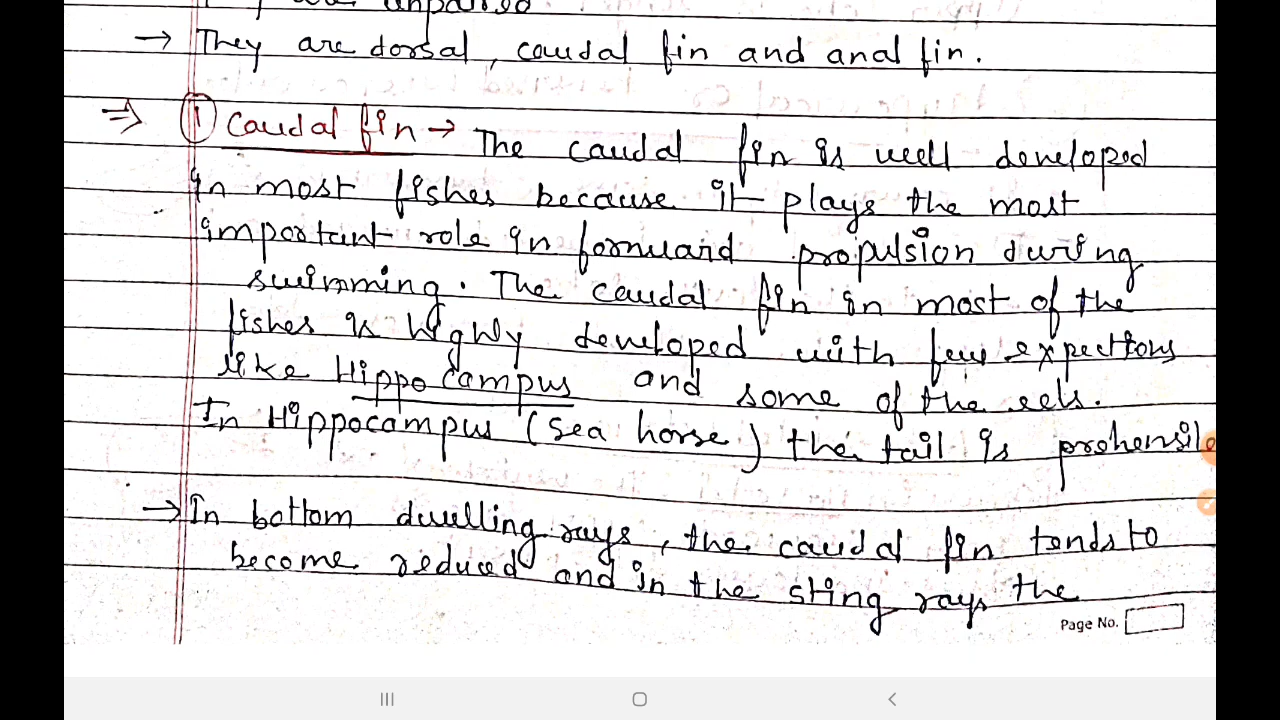 They are unpaired
→ They are dorsal, caudal fin and anal fin.
⇒ ① Caudal fin → The caudal fin is well developed
in most fishes because it plays the most
important role in forward propulsion during
swimming. The caudal fin in most of the
fishes is highly developed with few expections
like Hippocampus and some of the eels.
In Hippocampus (sea horse) the tail is prehensile
→ In bottom dwelling rays, the caudal fin tends to
become reduced and in the sting rays the
Page No.